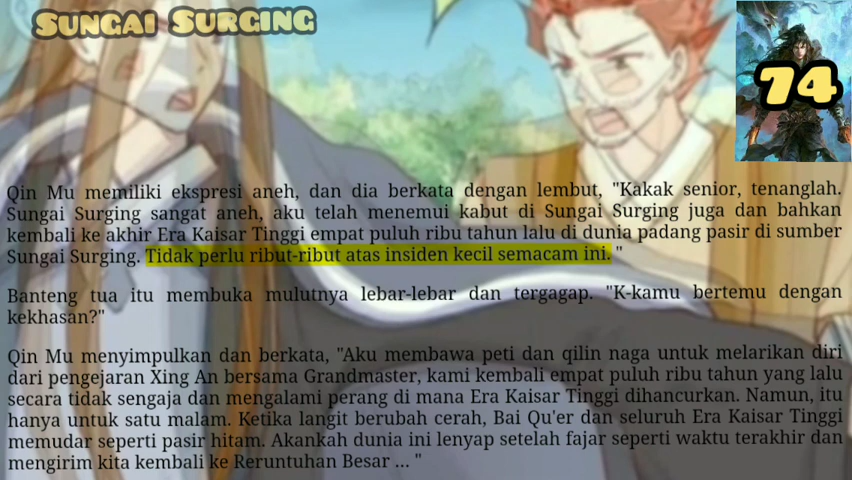 Sungai Surging
74
Qin Mu memiliki ekspresi aneh, dan dia berkata dengan lembut, "Kakak senior, tenanglah.
Sungai Surging sangat aneh, aku telah menemui kabut di Sungai Surging juga dan bahkan
kembali ke akhir Era Kaisar Tinggi empat puluh ribu tahun lalu di dunia padang pasir di sumber
Sungai Surging. Tidak perlu ribut-ribut atas insiden kecil semacam ini. "
Banteng tua itu membuka mulutnya lebar-lebar dan tergagap. "K-kamu bertemu dengan
kekhasan?"
Qin Mu menyimpulkan dan berkata, "Aku membawa peti dan qilin naga untuk melarikan diri
dari pengejaran Xing An bersama Grandmaster, kami kembali empat puluh ribu tahun yang lalu
secara tidak sengaja dan mengalami perang di mana Era Kaisar Tinggi dihancurkan. Namun, itu
hanya untuk satu malam. Ketika langit berubah cerah, Bai Qu'er dan seluruh Era Kaisar Tinggi
memudar seperti pasir hitam. Akankah dunia ini lenyap setelah fajar seperti waktu terakhir dan
mengirim kita kembali ke Reruntuhan Besar ... "